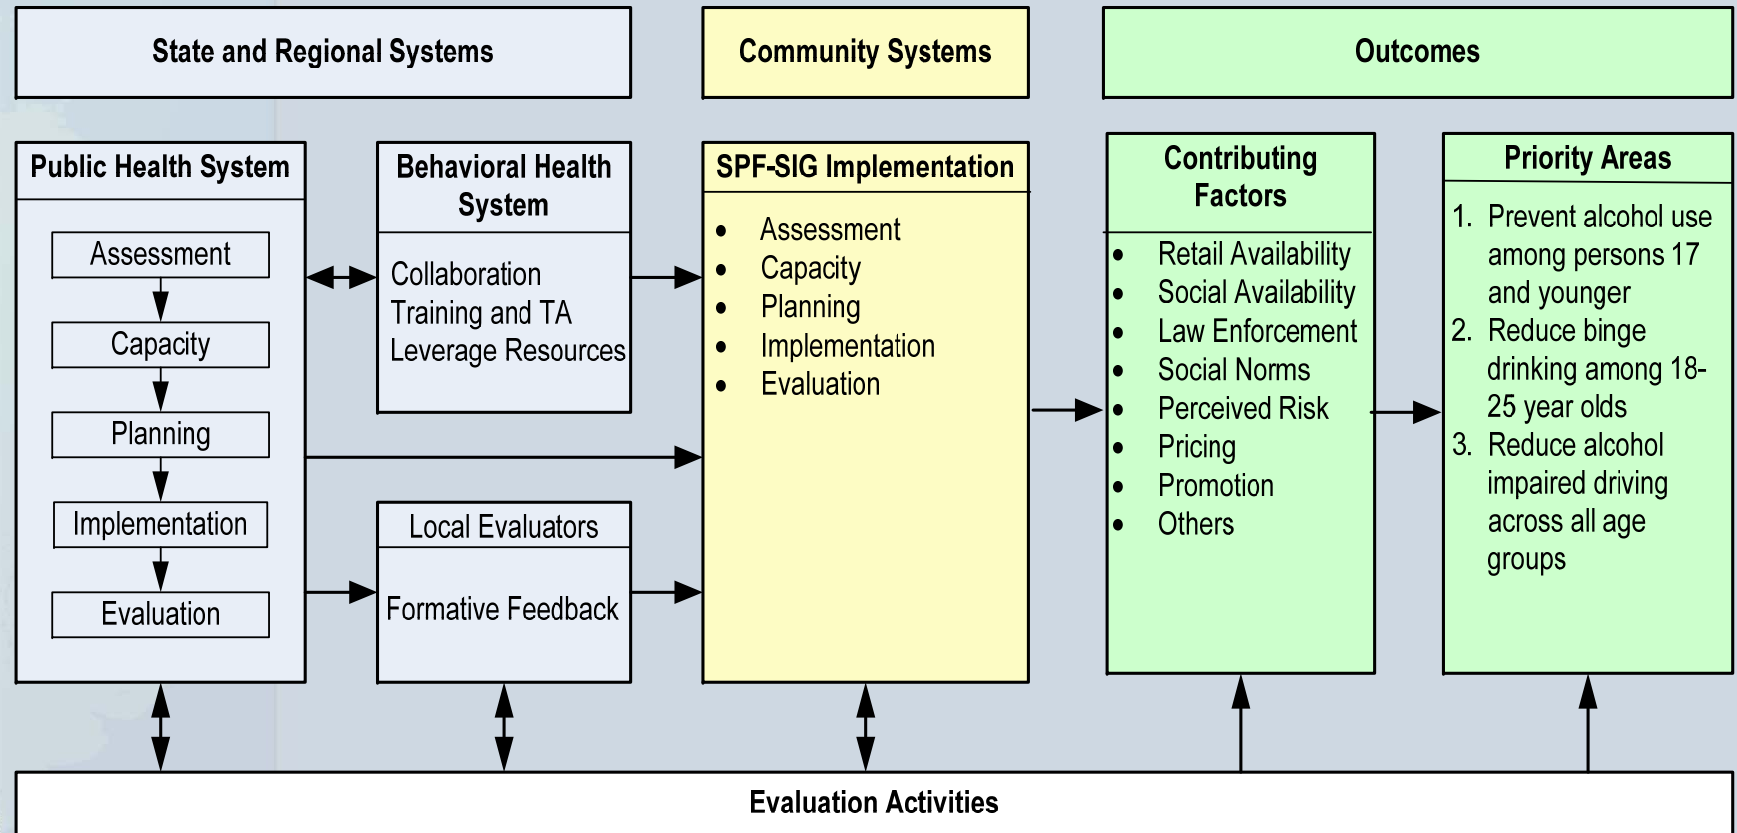 State and Regional Systems
Community Systems
Outcomes
Public Health System
Assessment
Capacity
Planning
Implementation
Evaluation
Behavioral Health
System
Collaboration
Training and TA
Leverage Resources
Local Evaluators
Formative Feedback
SPF-SIG Implementation
• Assessment
• Capacity
• Planning
• Implementation
• Evaluation
Contributing
Factors
• Retail Availability
• Social Availability
• Law Enforcement
• Social Norms
• Perceived Risk
• Pricing
• Promotion
• Others
Priority Areas
1. Prevent alcohol use
among persons 17
and younger
2. Reduce binge
drinking among 18-
25 year olds
3. Reduce alcohol
impaired driving
across all age
groups
Evaluation Activities